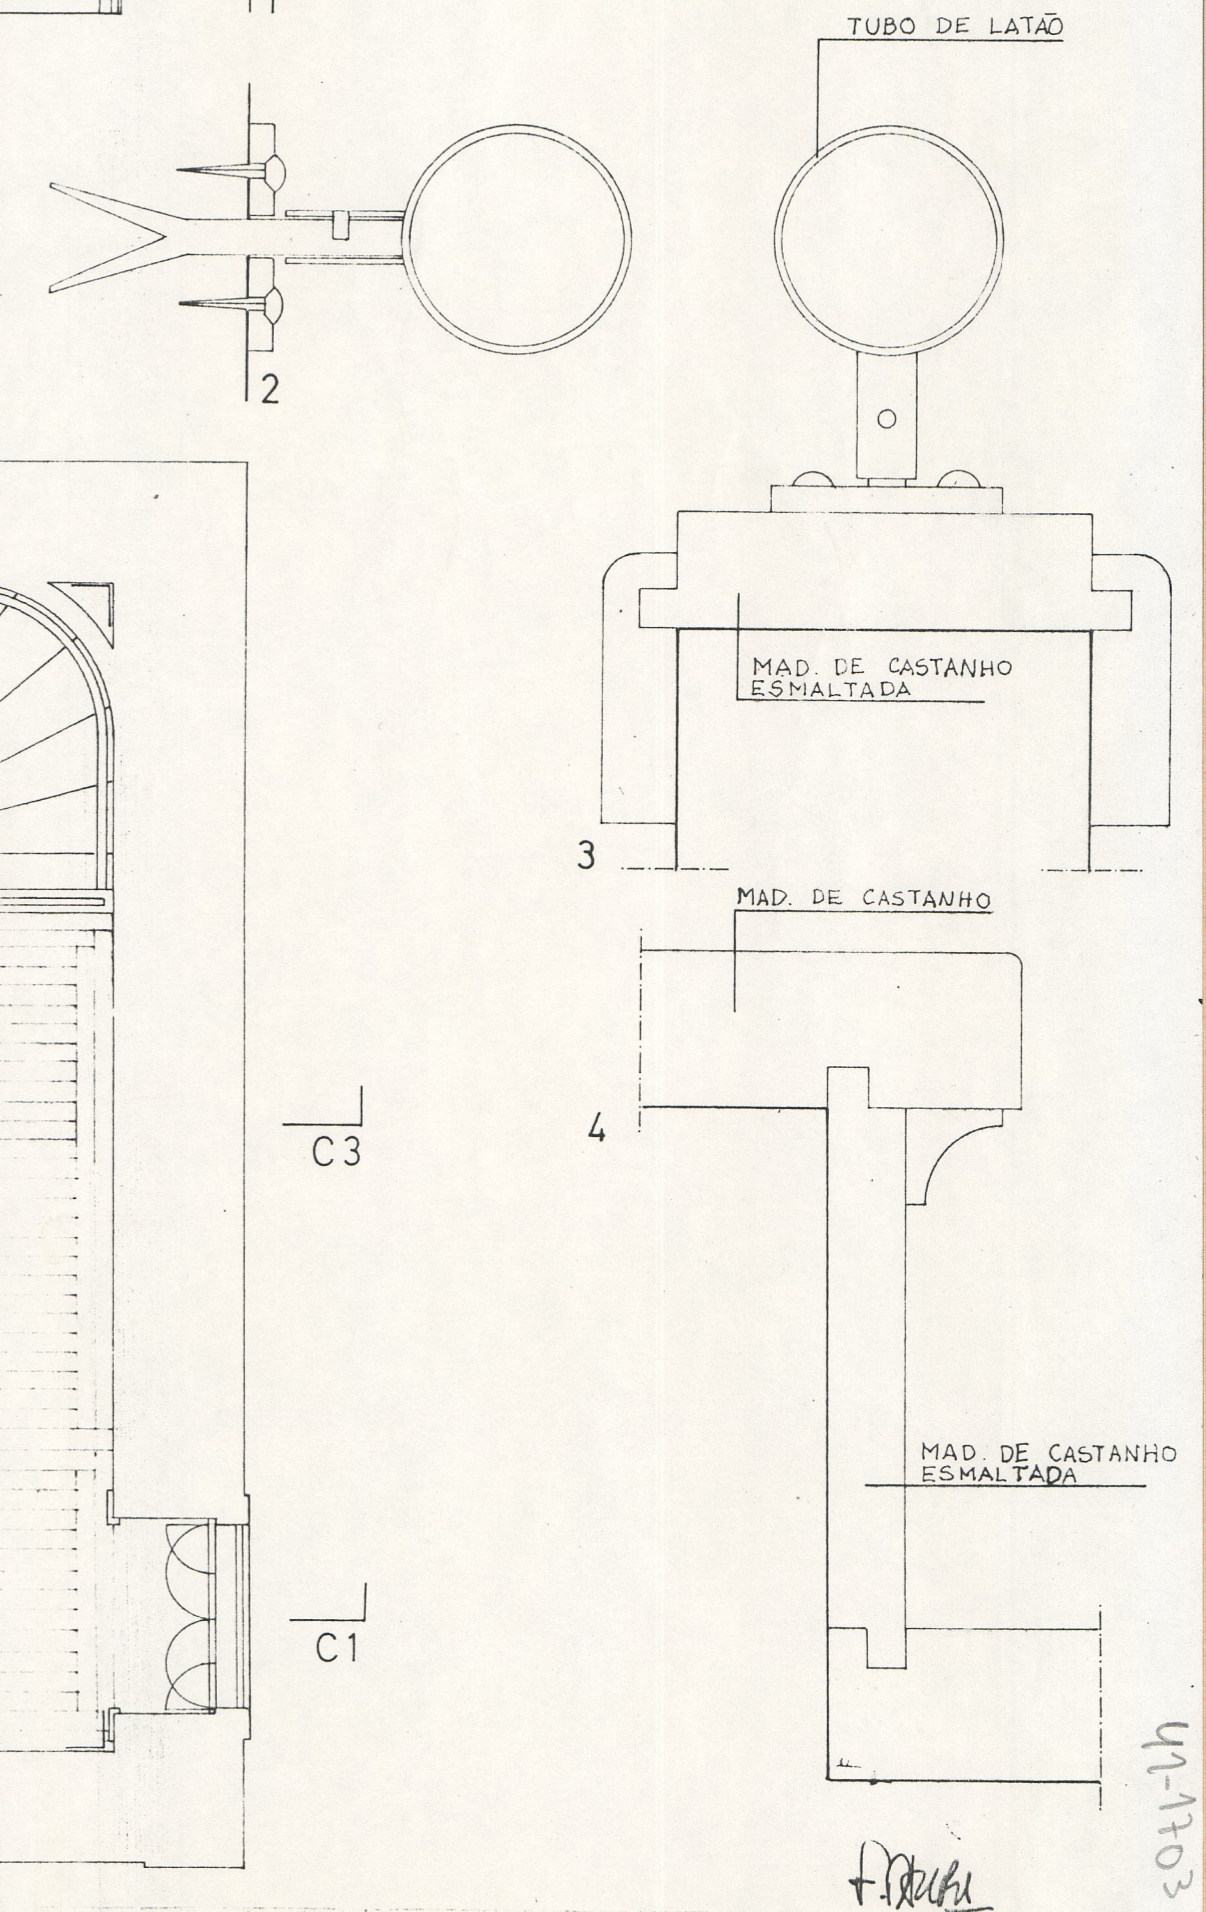 TUBO DE LATÃO
2
MAD. DE CASTANHO
ESMALTADA
3
MAD. DE CASTANHO
4
C3
MAD. DE CASTANHO
ESMALTADA
C1
41-1703